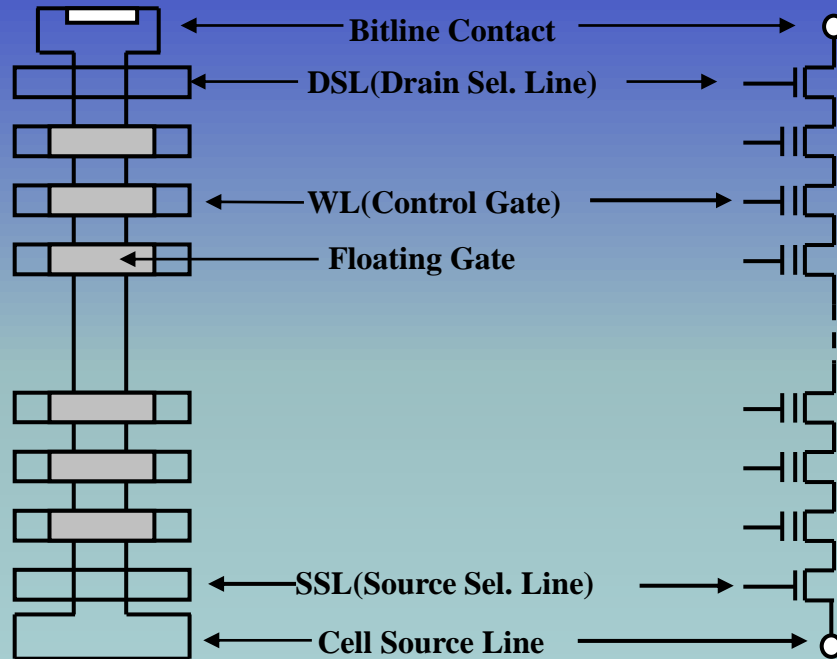 Bitline Contact
DSL(Drain Sel. Line)
WL(Control Gate)
Floating Gate
SSL(Source Sel. Line)
Cell Source Line